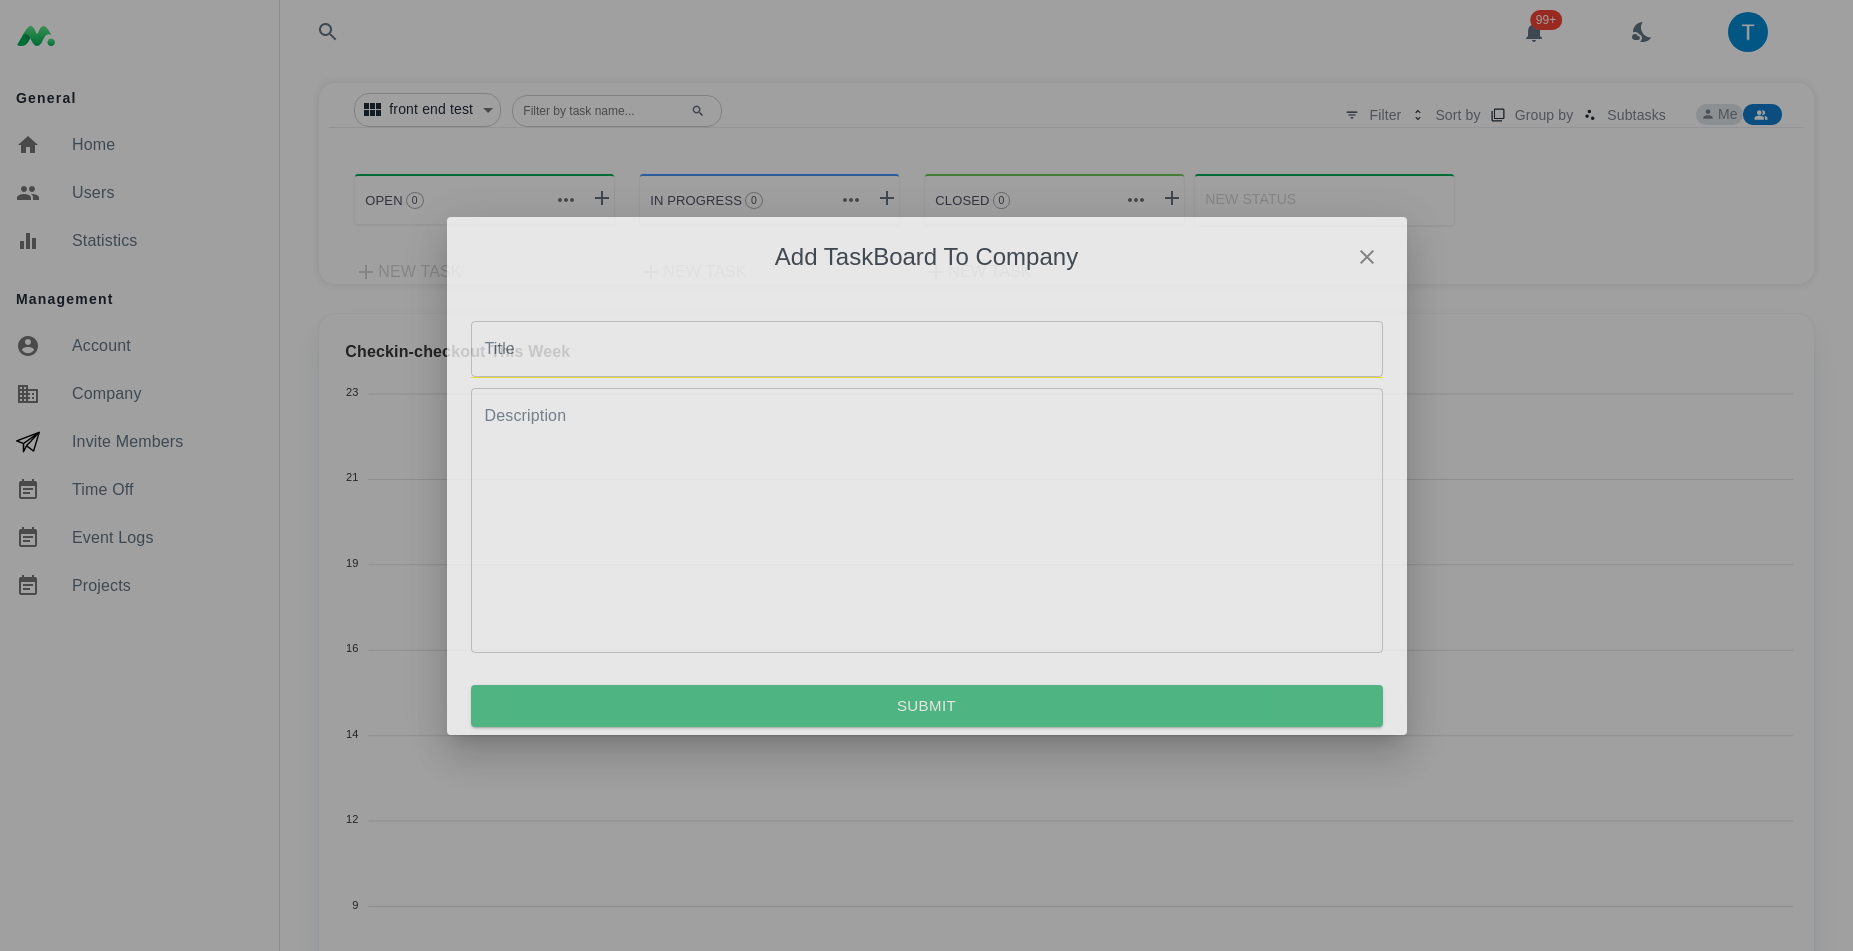 General
Home
Users
Statistics
Management
Account
Company
Invite Members
Time Off
Event Logs
Projects
99+
T
front end test
Filter by task name...
Filter
Sort by
Group by
Subtasks
Me
OPEN 0
IN PROGRESS 0
CLOSED 0
NEW STATUS
NEW TASK
NEW TASK
NEW TASK
Add TaskBoard To Company
Title
Description
SUBMIT
Checkin-checkout This Week
23
21
19
16
14
12
9